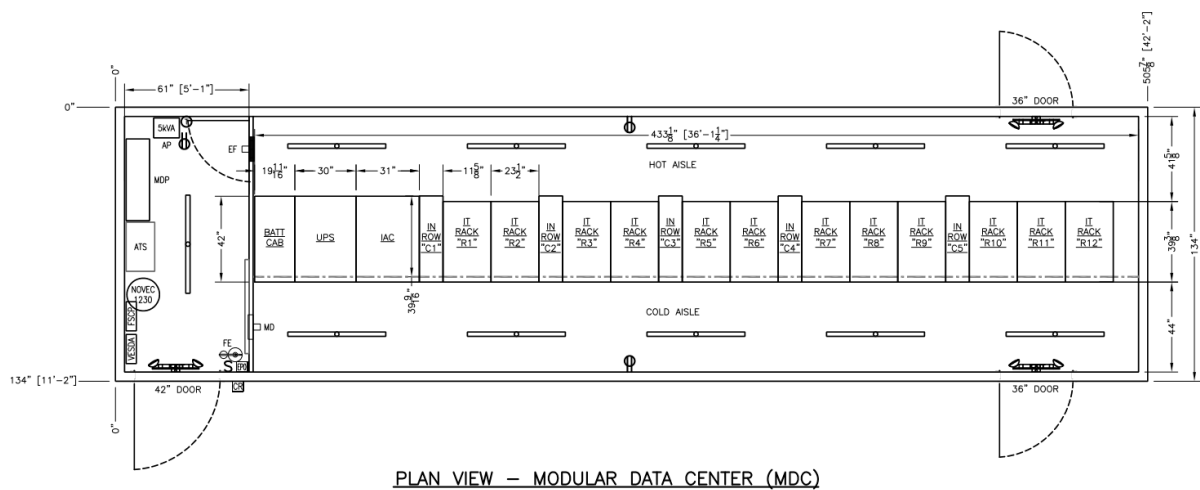 0"
505 7/8" [42'-2"]
61" [5'-1"]
36" DOOR
0"
5kVA
AP
EF
433 1/8" [36'-1 1/4"]
MDP
HOT AISLE
41 5/8"
19 11/16"
30"
31"
11 5/8"
23 1/2"
42"
39 9/16"
39 3/8"
134"
BATT
CAB
UPS
IAC
IN
ROW
"C1"
IT
RACK
"R1"
IT
RACK
"R2"
IN
ROW
"C2"
IT
RACK
"R3"
IT
RACK
"R4"
IN
ROW
"C3"
IT
RACK
"R5"
IT
RACK
"R6"
IN
ROW
"C4"
IT
RACK
"R7"
IT
RACK
"R8"
IT
RACK
"R9"
IN
ROW
"C5"
IT
RACK
"R10"
IT
RACK
"R11"
IT
RACK
"R12"
ATS
NOVEC
1230
FSCP
VESDA
MD
COLD AISLE
44"
FE
S
EPO
CR
134" [11'-2"]
42" DOOR
36" DOOR
0"
PLAN VIEW – MODULAR DATA CENTER (MDC)